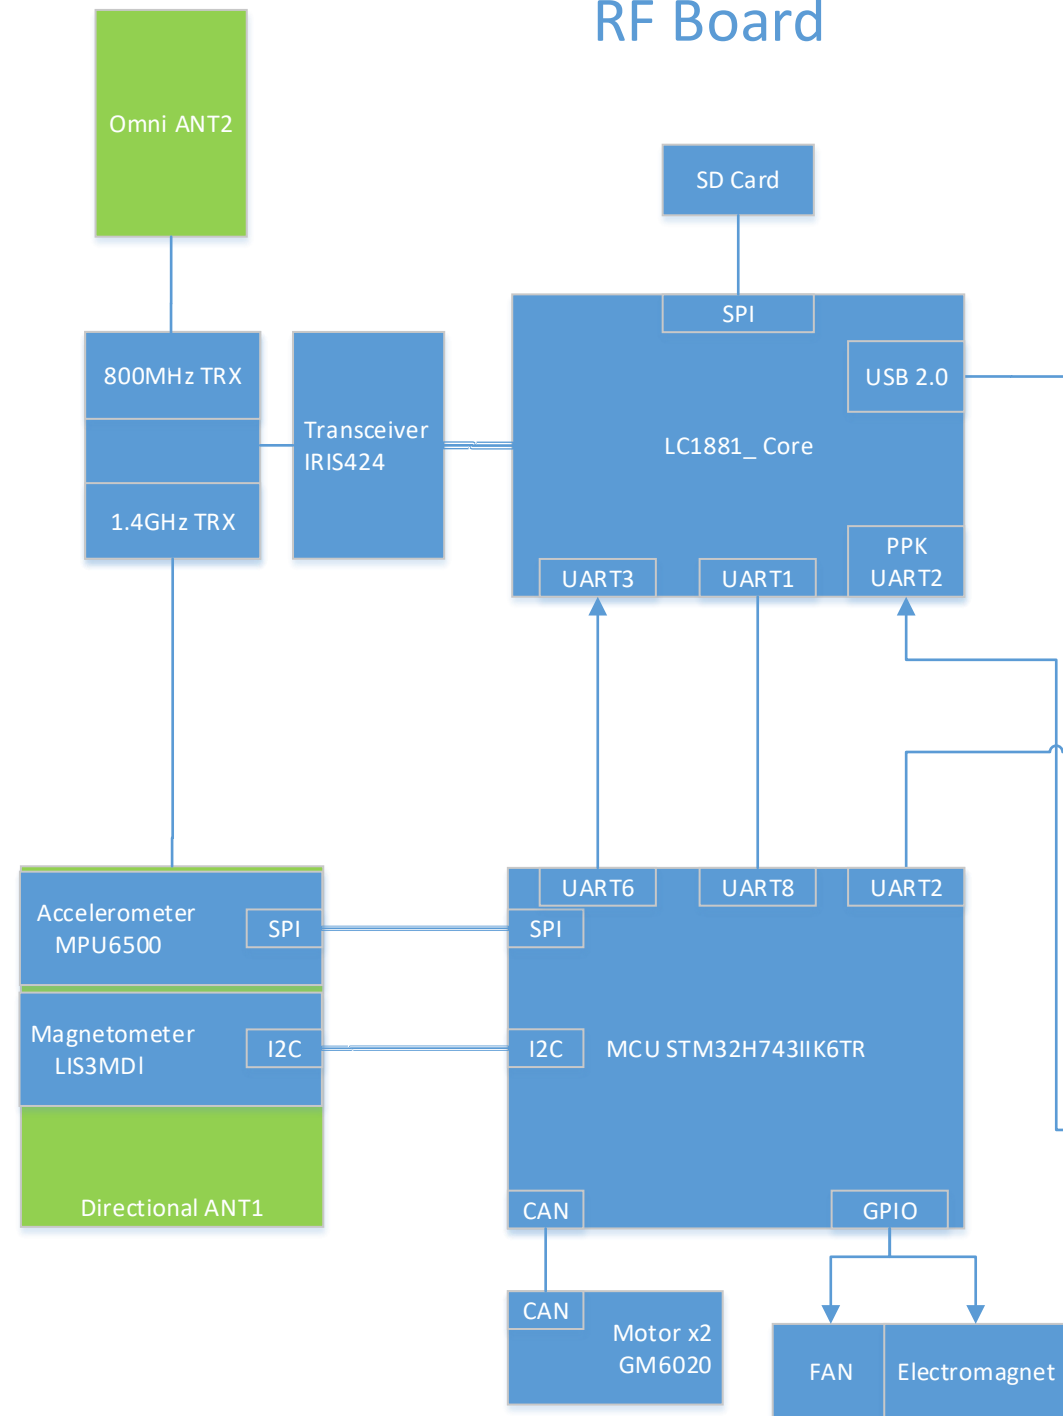 RF Board
Omni ANT2
SD Card
SPI
800MHz TRX
USB 2.0
Transceiver
IRIS424
LC1881_ Core
1.4GHz TRX
PPK
UART3
UART1
UART2
UART6
UART8
UART2
Accelerometer
MPU6500
SPI
SPI
Magnetometer
LIS3MDl
I2C
I2C
MCU STM32H743IIK6TR
Directional ANT1
CAN
GPIO
CAN
Motor x2
GM6020
FAN
Electromagnet